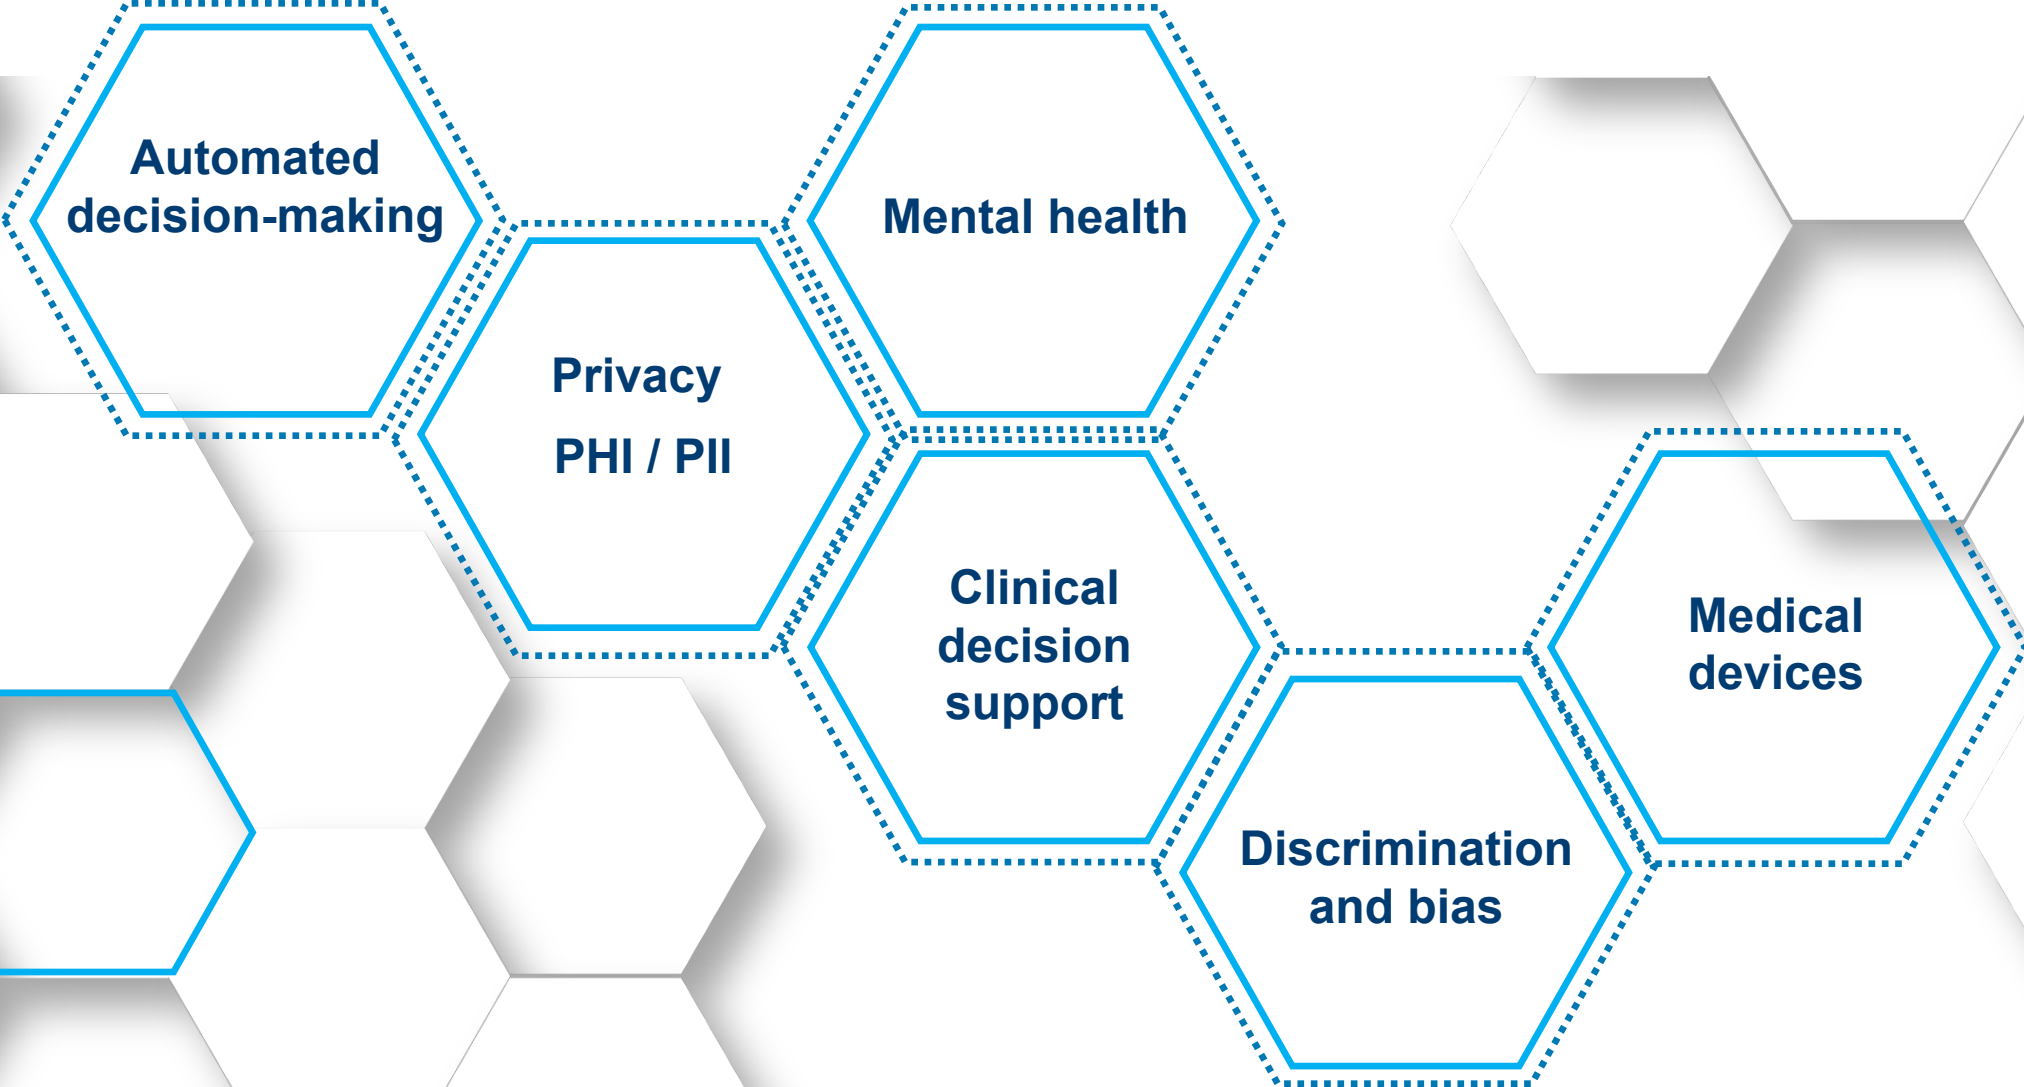 Automated
decision-making
Mental health
Privacy
PHI / PII
Clinical
decision
support
Medical
devices
Discrimination
and bias